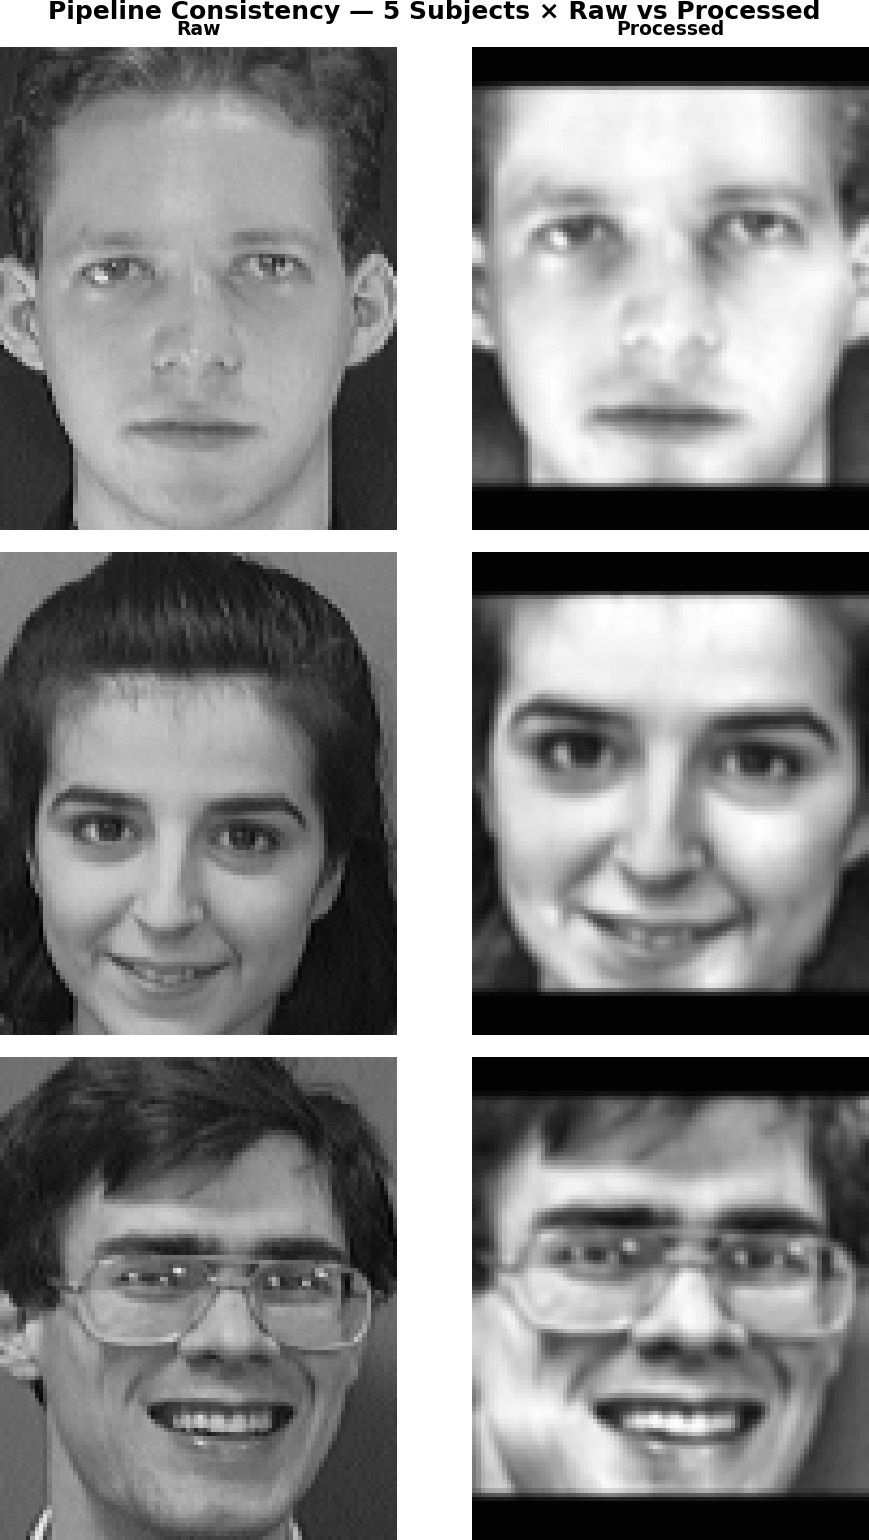 Pipeline Consistency — 5 Subjects × Raw vs Processed
Raw Processed